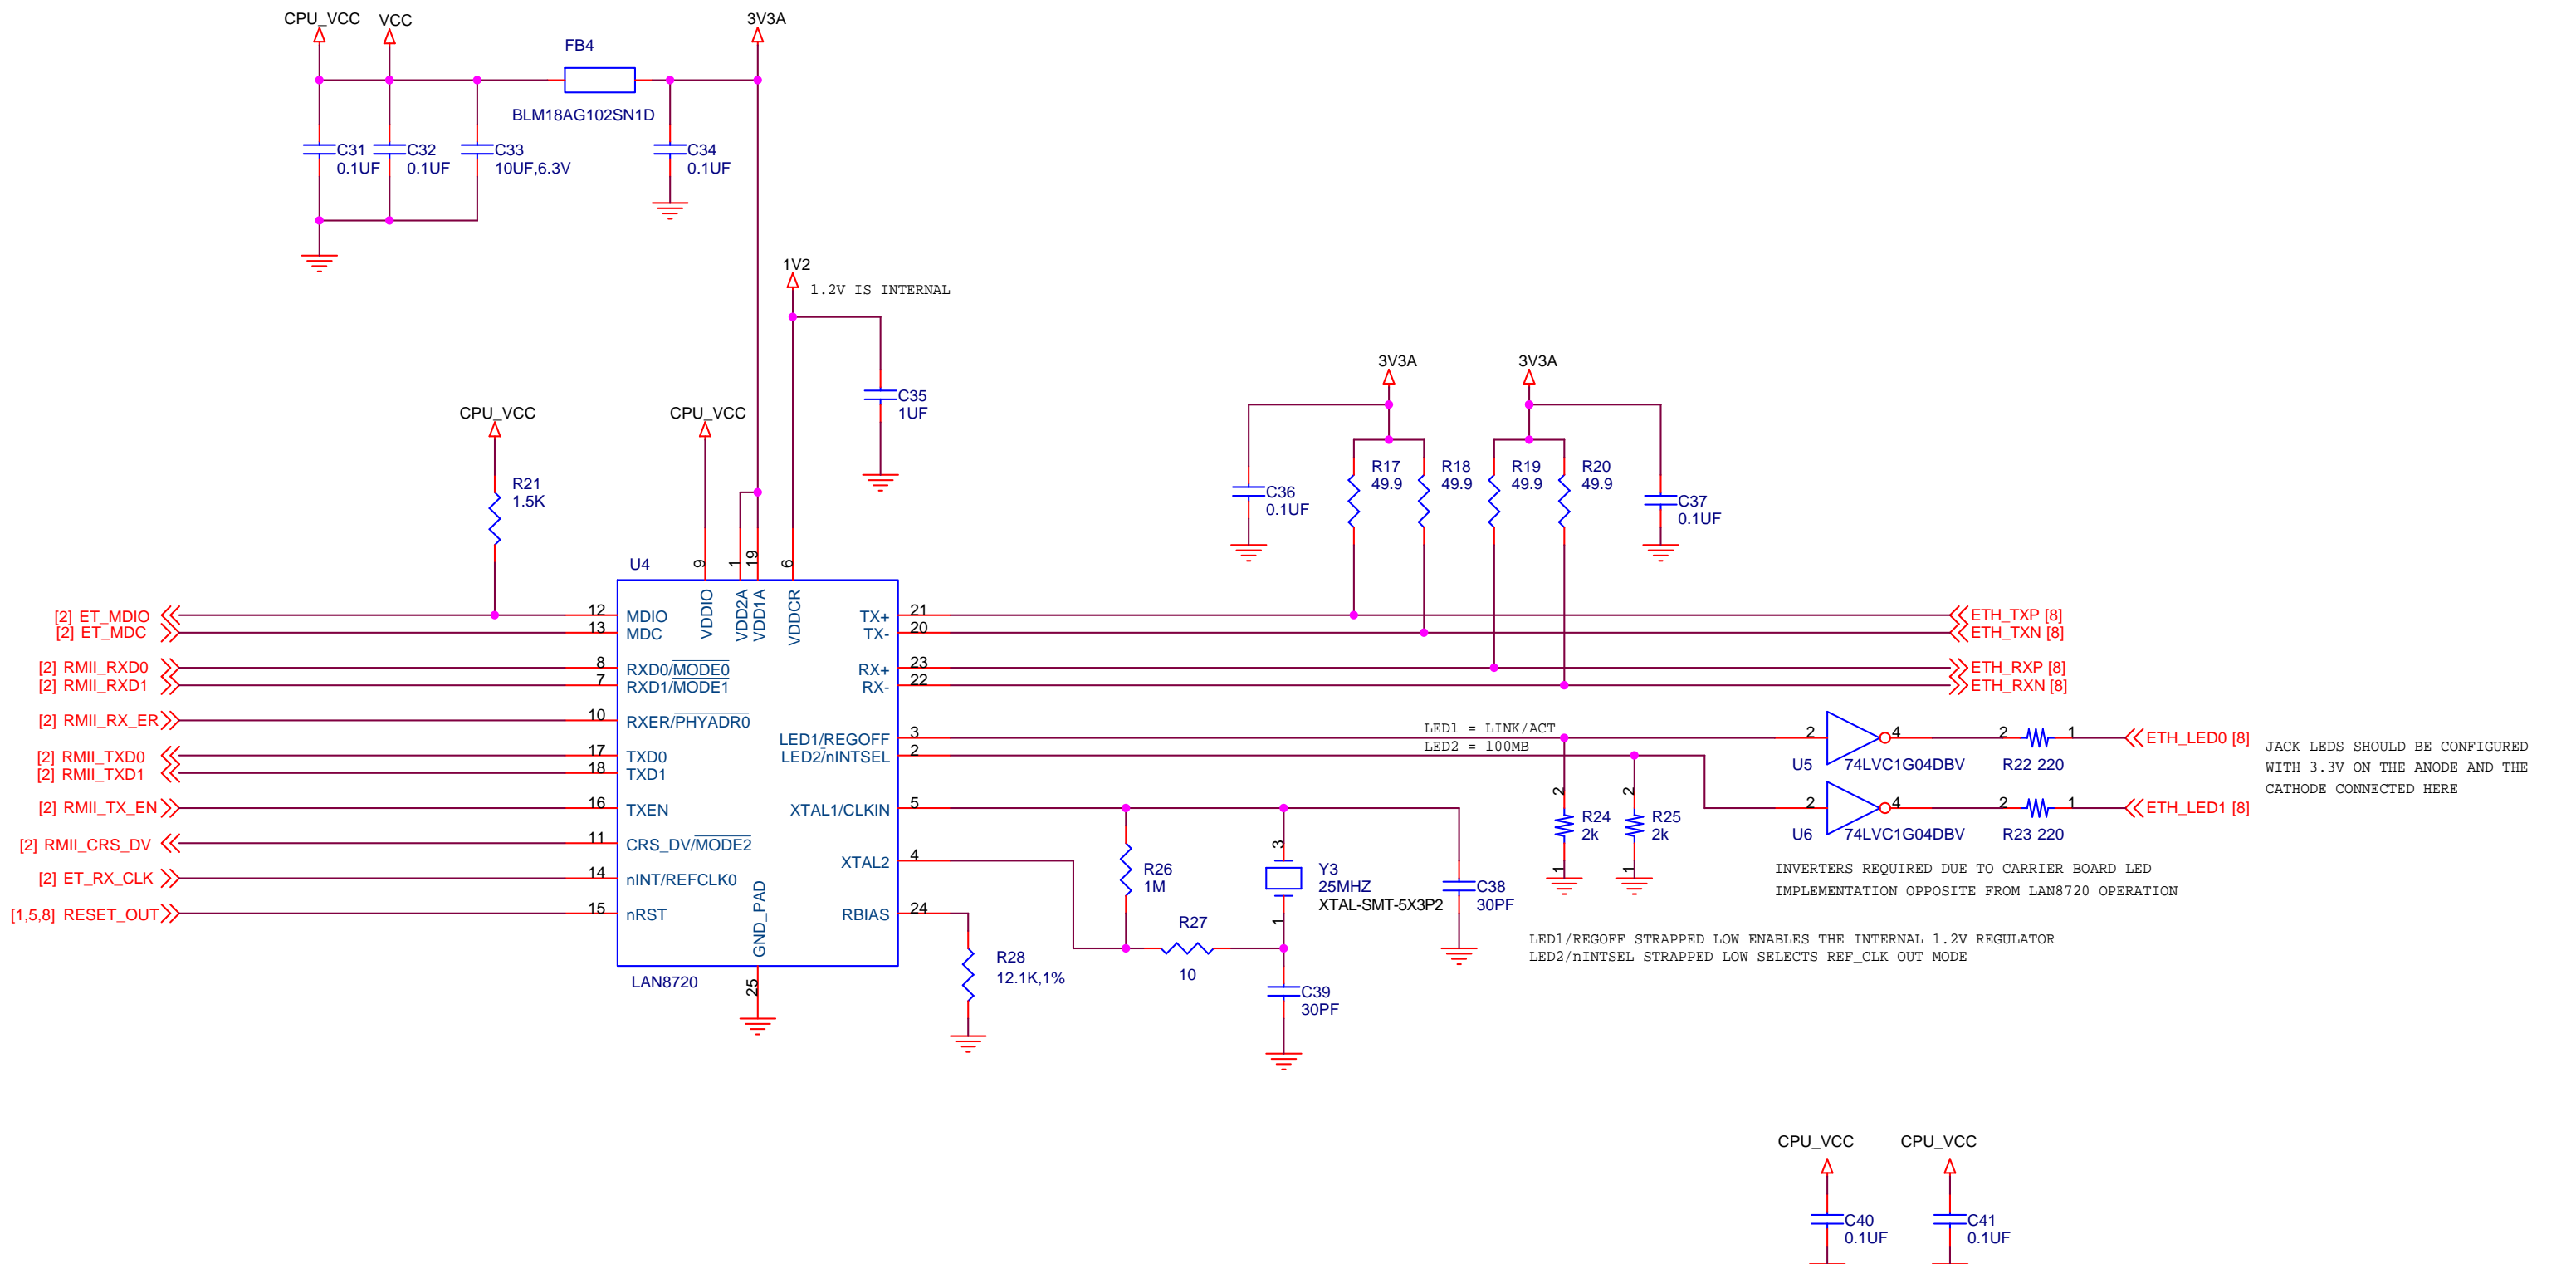 CPU_VCC
VCC
3V3A
FB4
BLM18AG102SN1D
C31
0.1UF
C32
0.1UF
C33
10UF,6.3V
C34
0.1UF
1V2
1.2V IS INTERNAL
C35
1UF
CPU_VCC
CPU_VCC
R21
1.5K
3V3A
3V3A
C36
0.1UF
R17
49.9
R18
49.9
R19
49.9
R20
49.9
C37
0.1UF
U4
9
1
19
6
VDDIO
VDD2A
VDD1A
VDDCR
[2] ET_MDIO
12
MDIO
[2] ET_MDC
13
MDC
[2] RMII_RXD0
8
RXD0/MODE0
[2] RMII_RXD1
7
RXD1/MODE1
[2] RMII_RX_ER
10
RXER/PHYADR0
[2] RMII_TXD0
17
TXD0
[2] RMII_TXD1
18
TXD1
[2] RMII_TX_EN
16
TXEN
[2] RMII_CRS_DV
11
CRS_DV/MODE2
[2] ET_RX_CLK
14
nINT/REFCLK0
[1,5,8] RESET_OUT
15
nRST
GND_PAD
25
LAN8720
TX+
21
ETH_TXP [8]
TX-
20
ETH_TXN [8]
RX+
23
ETH_RXP [8]
RX-
22
ETH_RXN [8]
LED1/REGOFF
3
LED1 = LINK/ACT
LED2/nINTSEL
2
LED2 = 100MB
XTAL1/CLKIN
5
XTAL2
4
RBIAS
24
R28
12.1K,1%
R26
1M
R27
10
3
1
Y3
25MHZ
XTAL-SMT-5X3P2
C38
30PF
C39
30PF
2
R24
2k
1
2
R25
2k
1
2
4
U5
74LVC1G04DBV
2
1
R22 220
ETH_LED0 [8]
2
4
U6
74LVC1G04DBV
2
1
R23 220
ETH_LED1 [8]
JACK LEDS SHOULD BE CONFIGURED
WITH 3.3V ON THE ANODE AND THE
CATHODE CONNECTED HERE
INVERTERS REQUIRED DUE TO CARRIER BOARD LED
IMPLEMENTATION OPPOSITE FROM LAN8720 OPERATION
LED1/REGOFF STRAPPED LOW ENABLES THE INTERNAL 1.2V REGULATOR
LED2/nINTSEL STRAPPED LOW SELECTS REF_CLK OUT MODE
CPU_VCC
CPU_VCC
C40
0.1UF
C41
0.1UF